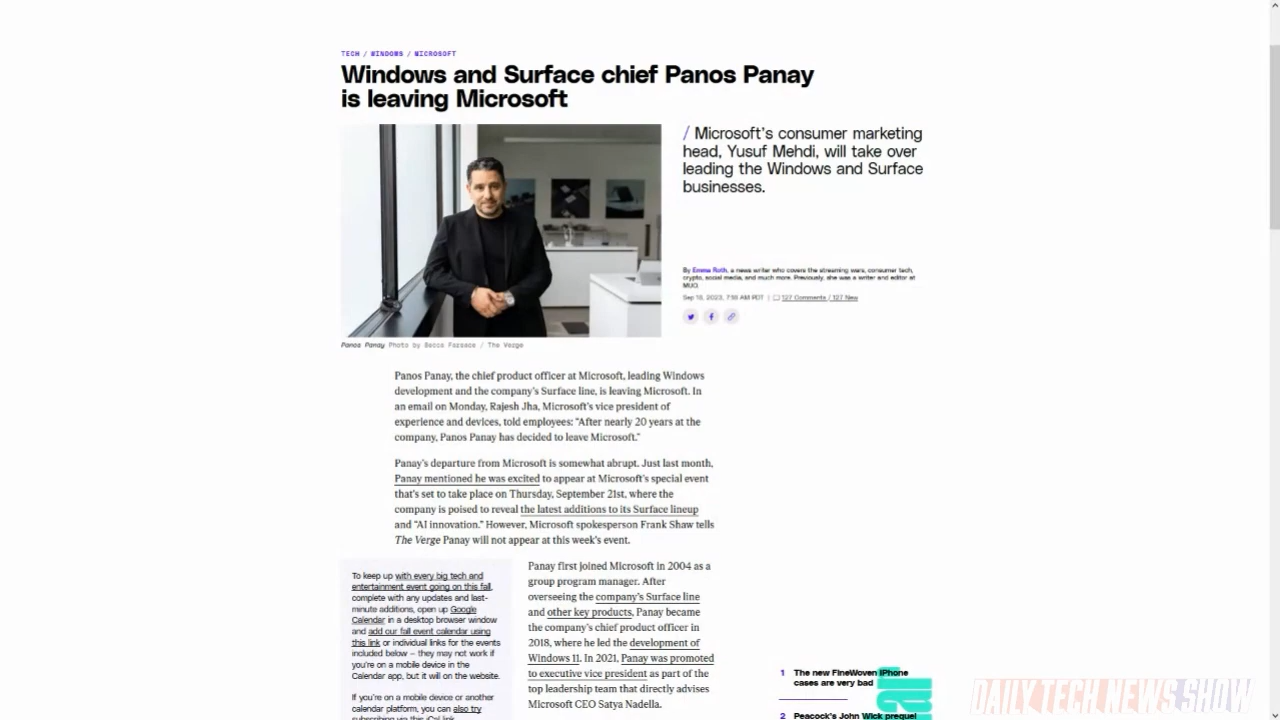 TECH / WINDOWS / MICROSOFT
Windows and Surface chief Panos Panay
is leaving Microsoft
/ Microsoft's consumer marketing
head, Yusuf Mehdi, will take over
leading the Windows and Surface
businesses.
By Emma Roth, a news writer who covers the streaming wars, consumer tech,
crypto, social media, and much more. Previously, she was a writer and editor at
MUO.
Sep 18, 2023, 7:59 AM PDT | 127 Comments / 127 New
Panos Panay Photo by Becca Farsace / The Verge
Panos Panay, the chief product officer at Microsoft, leading Windows
development and the company's Surface line, is leaving Microsoft. In
an email on Monday, Rajesh Jha, Microsoft's vice president of
experience and devices, told employees: "After nearly 20 years at the
company, Panos Panay has decided to leave Microsoft."
Panay's departure from Microsoft is somewhat abrupt. Just last month,
Panay mentioned he was excited to appear at Microsoft's special event
that's set to take place on Thursday, September 21st, where the
company is poised to reveal the latest additions to its Surface lineup
and "AI innovation." However, Microsoft spokesperson Frank Shaw tells
The Verge Panay will not appear at this week's event.
To keep up with every big tech and
entertainment event going on this fall,
complete with any updates and last-
minute additions, open up Google
Calendar in a desktop browser window
and add our fall event calendar using
this link or individual links for the events
included below — they may not work if
you're on a mobile device in the
Calendar app, but it will on the website.
If you're on a mobile device or another
calendar platform, you can also try
subscribing via this iCal link.
Panay first joined Microsoft in 2004 as a
group program manager. After
overseeing the company's Surface line
and other key products, Panay became
the company's chief product officer in
2018, where he led the development of
Windows 11. In 2021, Panay was promoted
to executive vice president as part of the
top leadership team that directly advises
Microsoft CEO Satya Nadella.
1 The new FineWoven iPhone
cases are very bad
2 Peacock's John Wick prequel
DAILY TECH NEWS SHOW